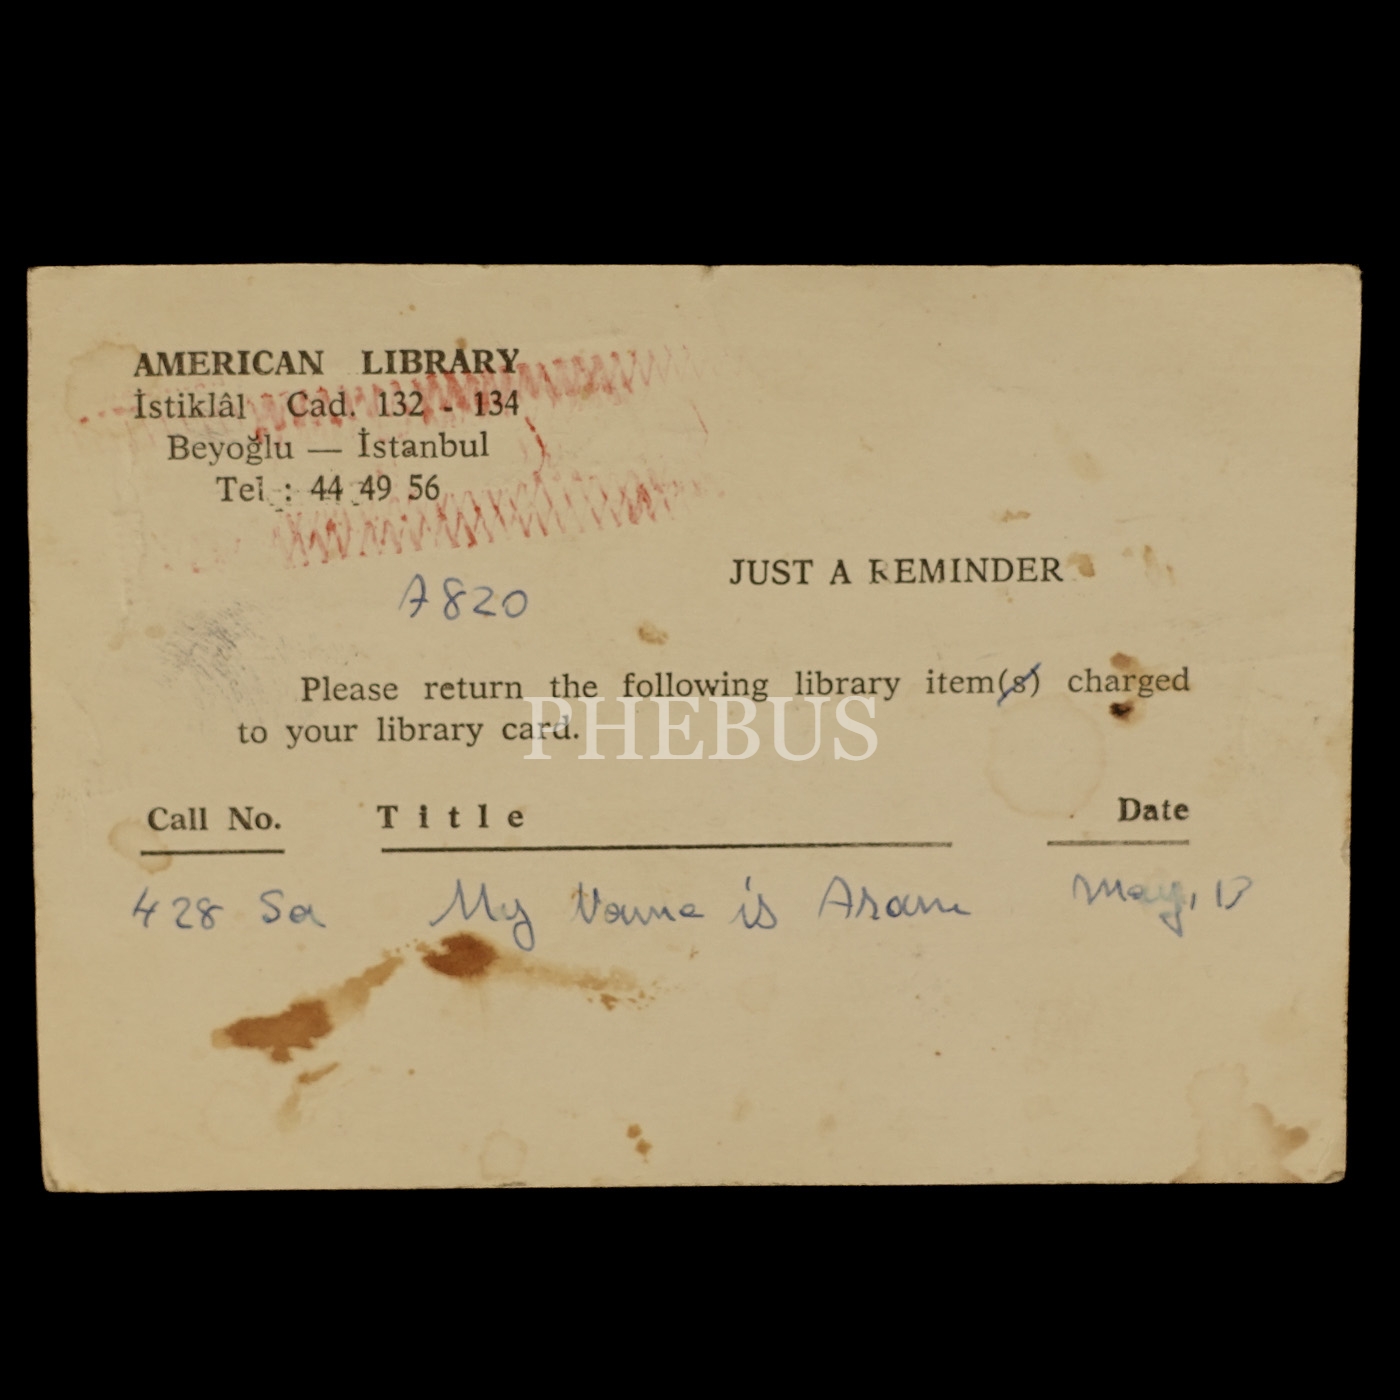 AMERICAN LIBRARY
İstiklâl Cad. 132 - 134
Beyoğlu — İstanbul
Tel : 44 49 56
A820
JUST A REMINDER
Please return the following library item(s) charged
to your library card.
PHEBUS
Call No. Title Date
428 Sa My Name is Aram May, 13